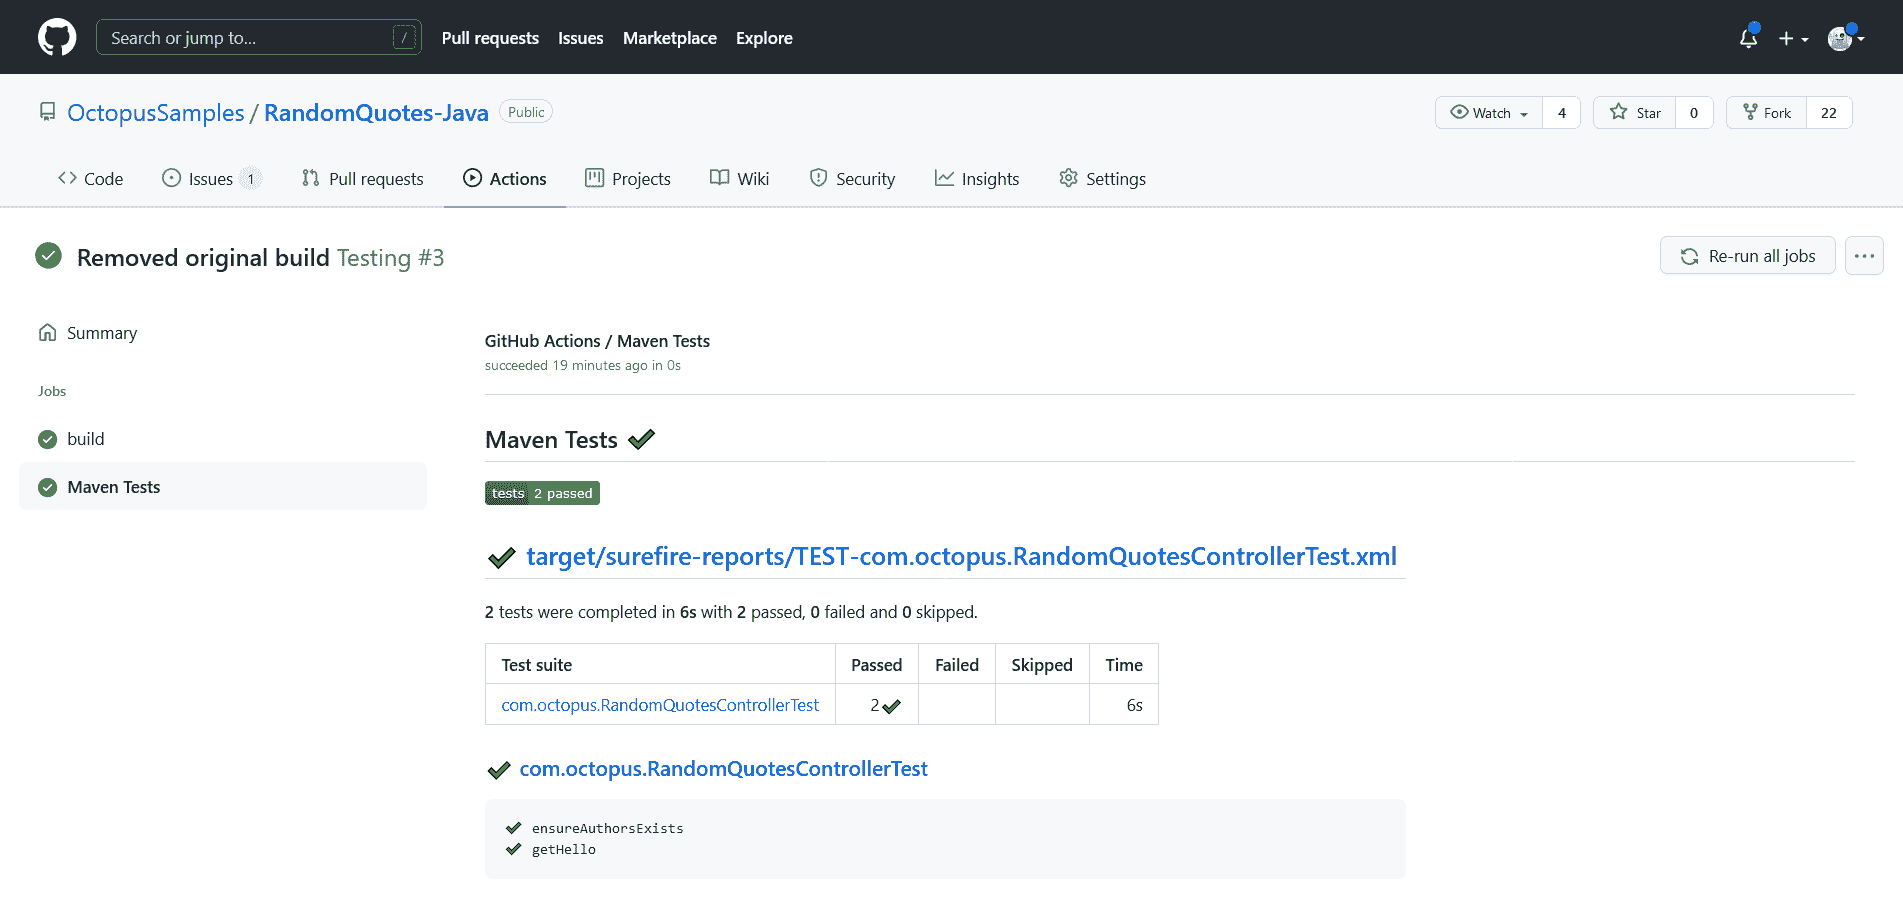 Search or jump to... /
Pull requests Issues Marketplace Explore
OctopusSamples / RandomQuotes-Java Public
Watch 4 Star 0 Fork 22
Code Issues 1 Pull requests Actions Projects Wiki Security Insights Settings
Removed original build Testing #3
Re-run all jobs
Summary
Jobs
build
Maven Tests
GitHub Actions / Maven Tests
succeeded 19 minutes ago in 0s
Maven Tests
tests 2 passed
target/surefire-reports/TEST-com.octopus.RandomQuotesControllerTest.xml
2 tests were completed in 6s with 2 passed, 0 failed and 0 skipped.
Test suite Passed Failed Skipped Time
com.octopus.RandomQuotesControllerTest 2 6s
com.octopus.RandomQuotesControllerTest
ensureAuthorsExists
getHello